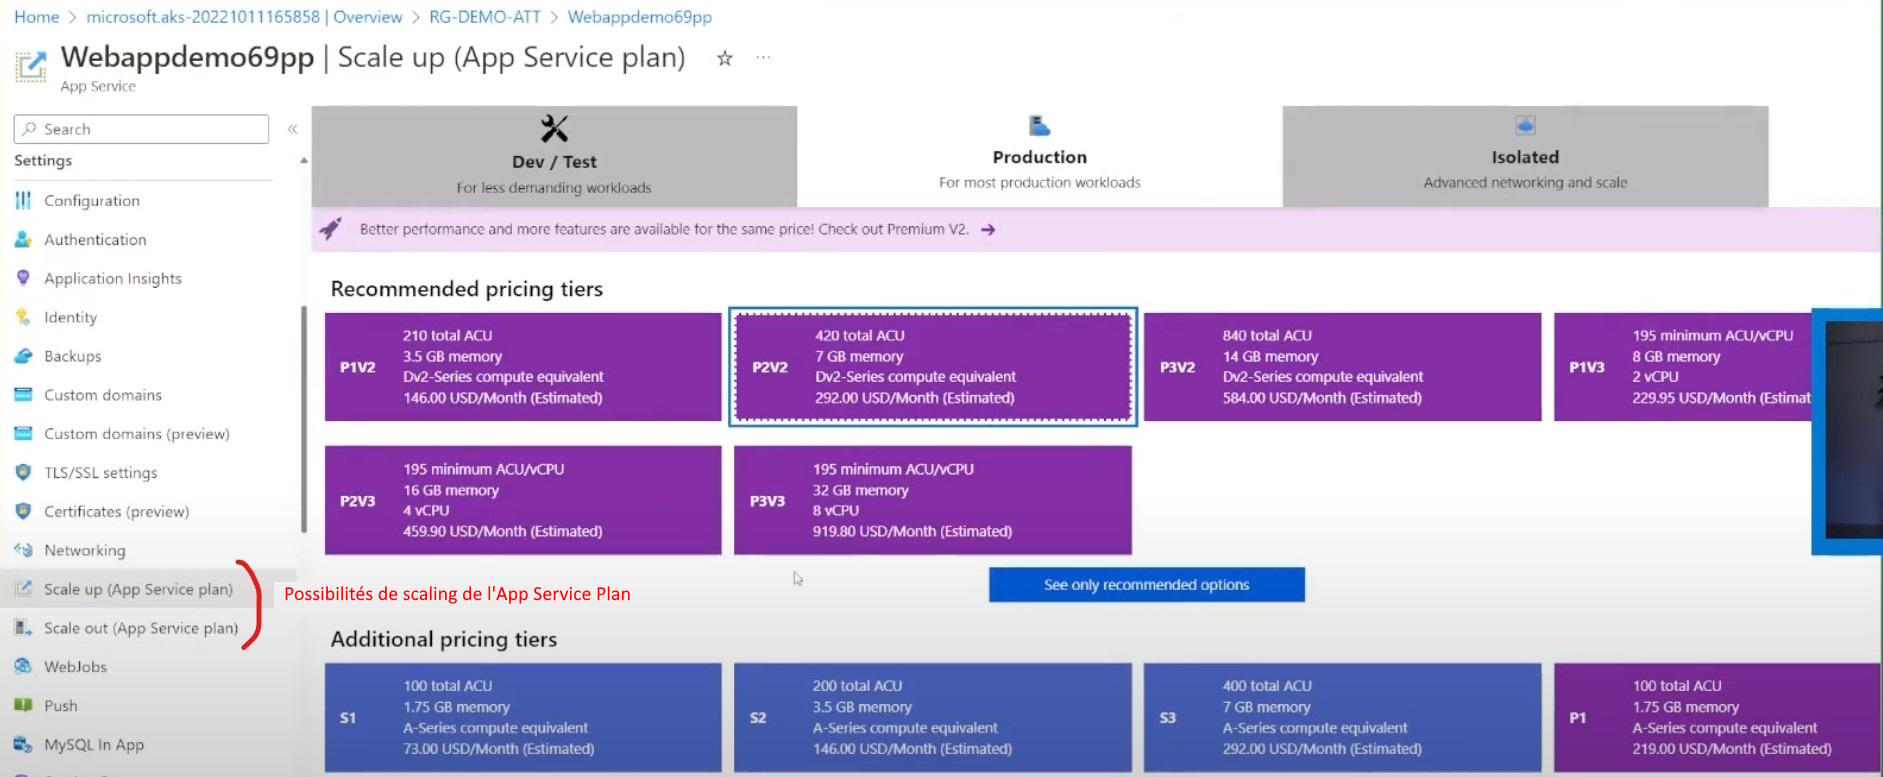 Home > microsoft.aks-20221011165858 | Overview > RG-DEMO-ATT > Webappdemo69pp
Webappdemo69pp | Scale up (App Service plan) ☆ ...
App Service
Search
«
Settings
Configuration
Authentication
Application Insights
Identity
Backups
Custom domains
Custom domains (preview)
TLS/SSL settings
Certificates (preview)
Networking
Scale up (App Service plan)
Scale out (App Service plan)
WebJobs
Push
MySQL In App
Possibilités de scaling de l'App Service Plan
Dev / Test
For less demanding workloads
Production
For most production workloads
Isolated
Advanced networking and scale
Better performance and more features are available for the same price! Check out Premium V2. →
Recommended pricing tiers
P1V2
210 total ACU
3.5 GB memory
Dv2-Series compute equivalent
146.00 USD/Month (Estimated)
P2V2
420 total ACU
7 GB memory
Dv2-Series compute equivalent
292.00 USD/Month (Estimated)
P3V2
840 total ACU
14 GB memory
Dv2-Series compute equivalent
584.00 USD/Month (Estimated)
P1V3
195 minimum ACU/vCPU
8 GB memory
2 vCPU
229.95 USD/Month (Estimat
P2V3
195 minimum ACU/vCPU
16 GB memory
4 vCPU
459.90 USD/Month (Estimated)
P3V3
195 minimum ACU/vCPU
32 GB memory
8 vCPU
919.80 USD/Month (Estimated)
See only recommended options
Additional pricing tiers
S1
100 total ACU
1.75 GB memory
A-Series compute equivalent
73.00 USD/Month (Estimated)
S2
200 total ACU
3.5 GB memory
A-Series compute equivalent
146.00 USD/Month (Estimated)
S3
400 total ACU
7 GB memory
A-Series compute equivalent
292.00 USD/Month (Estimated)
P1
100 total ACU
1.75 GB memory
A-Series compute equivalent
219.00 USD/Month (Estimated)